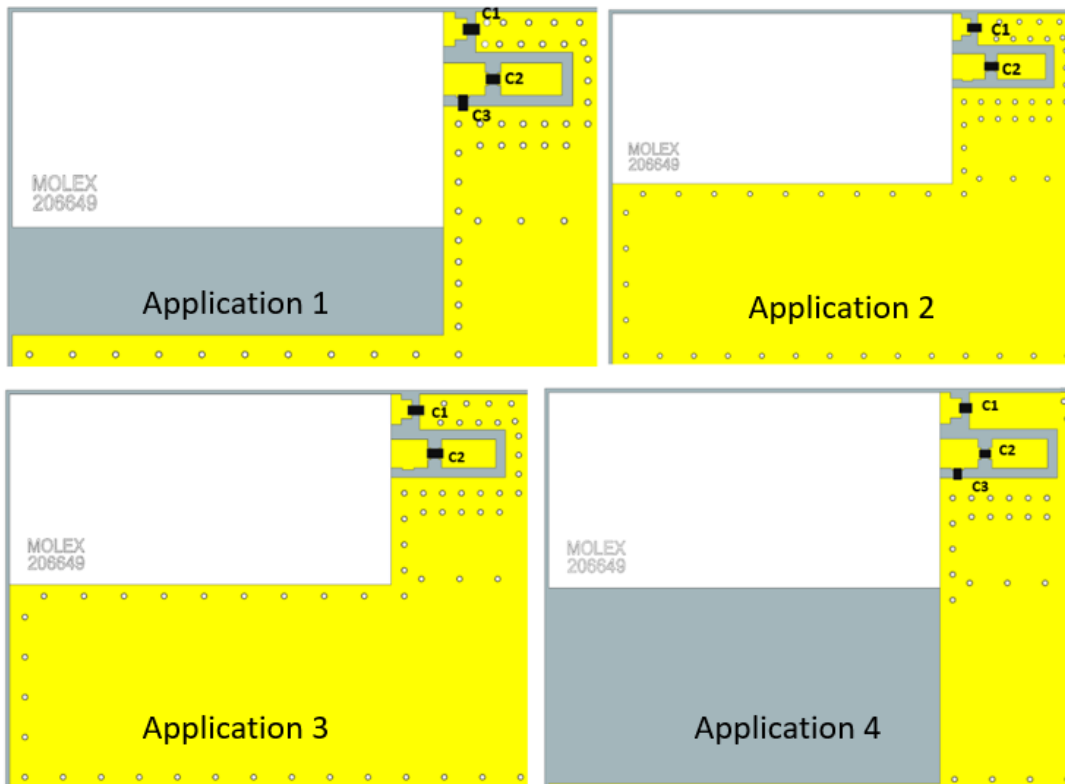 C1
C2
C3
MOLEX
206649
Application 1
C1
C2
MOLEX
206649
Application 2
C1
C2
MOLEX
206649
Application 3
C1
C2
C3
MOLEX
206649
Application 4